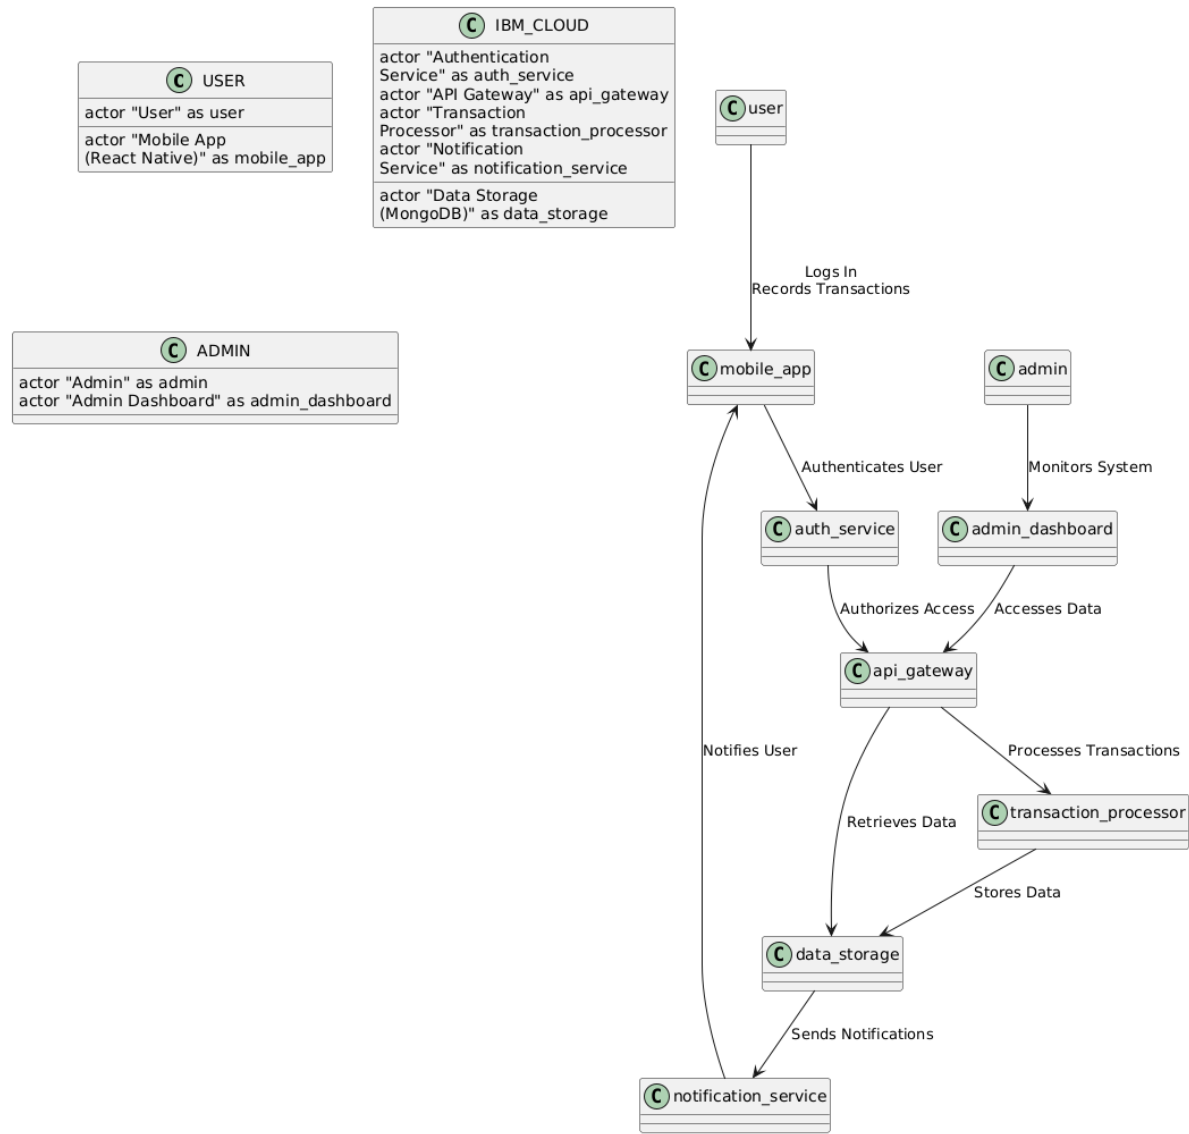 C IBM_CLOUD
actor "Authentication
Service" as auth_service
actor "API Gateway" as api_gateway
actor "Transaction
Processor" as transaction_processor
actor "Notification
Service" as notification_service
actor "Data Storage
(MongoDB)" as data_storage
C USER
actor "User" as user
actor "Mobile App
(React Native)" as mobile_app
C user
Logs In
Records Transactions
C ADMIN
actor "Admin" as admin
actor "Admin Dashboard" as admin_dashboard
C mobile_app
C admin
Authenticates User
Monitors System
C auth_service
C admin_dashboard
Authorizes Access
Accesses Data
C api_gateway
Notifies User
Processes Transactions
Retrieves Data
C transaction_processor
Stores Data
C data_storage
Sends Notifications
C notification_service